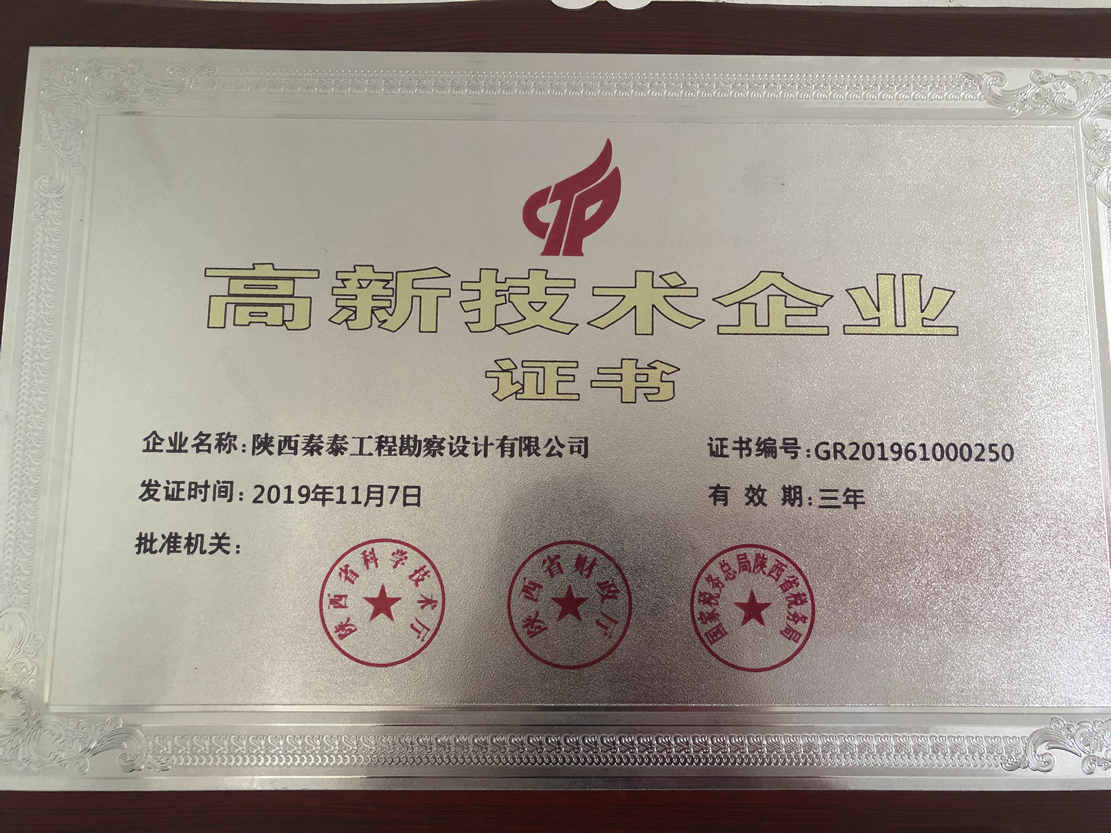 CTP
高新技术企业
证书
企业名称:陕西秦泰工程勘察设计有限公司
证书编号:GR201961000250
发证时间:2019年11月7日
有 效 期:三年
批准机关:
陕西省科学技术厅
陕西省财政厅
国家税务总局陕西省税务局